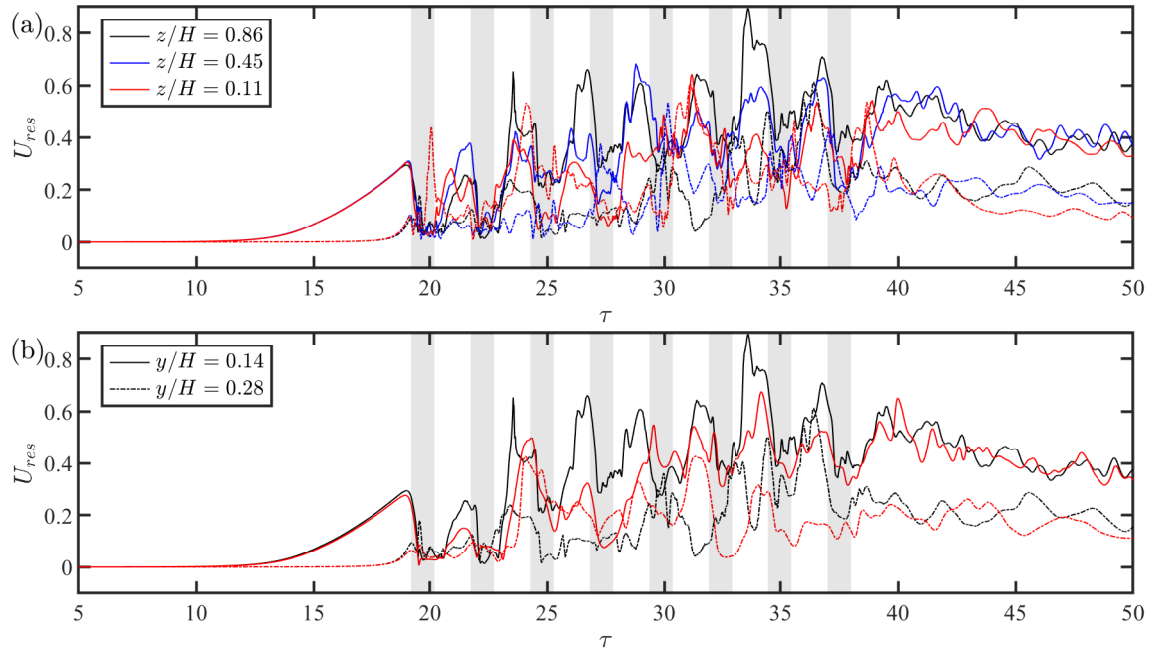 (a)
0.8
0.6
0.4
0.2
0
U_res
z/H = 0.86
z/H = 0.45
z/H = 0.11
5 10 15 20 25 30 35 40 45 50
τ
(b)
0.8
0.6
0.4
0.2
0
U_res
y/H = 0.14
y/H = 0.28
5 10 15 20 25 30 35 40 45 50
τ